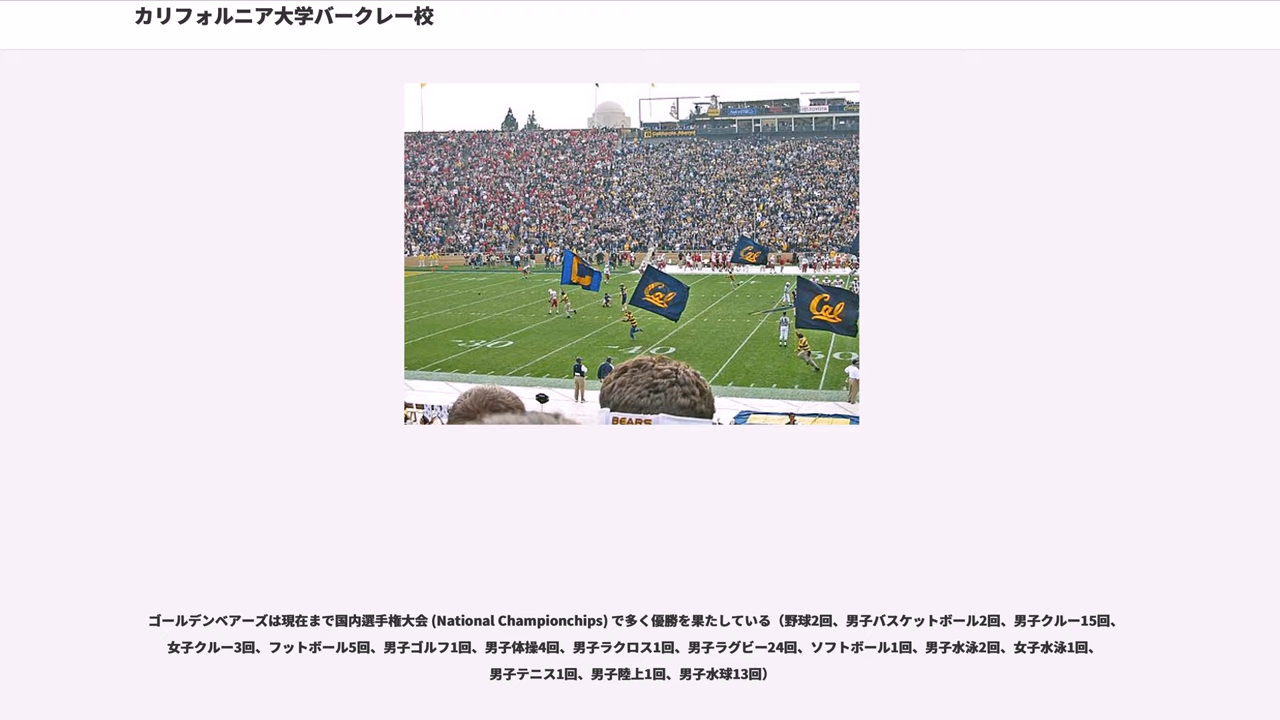 カリフォルニア大学バークレー校
TOYOTA
Cal
Cal
Cal
30
40
50
BEARS
ゴールデンベアーズは現在まで国内選手権大会 (National Championchips) で多く優勝を果たしている（野球2回、男子バスケットボール2回、男子クルー15回、
女子クルー3回、フットボール5回、男子ゴルフ1回、男子体操4回、男子ラクロス1回、男子ラグビー24回、ソフトボール1回、男子水泳2回、女子水泳1回、
男子テニス1回、男子陸上1回、男子水球13回）